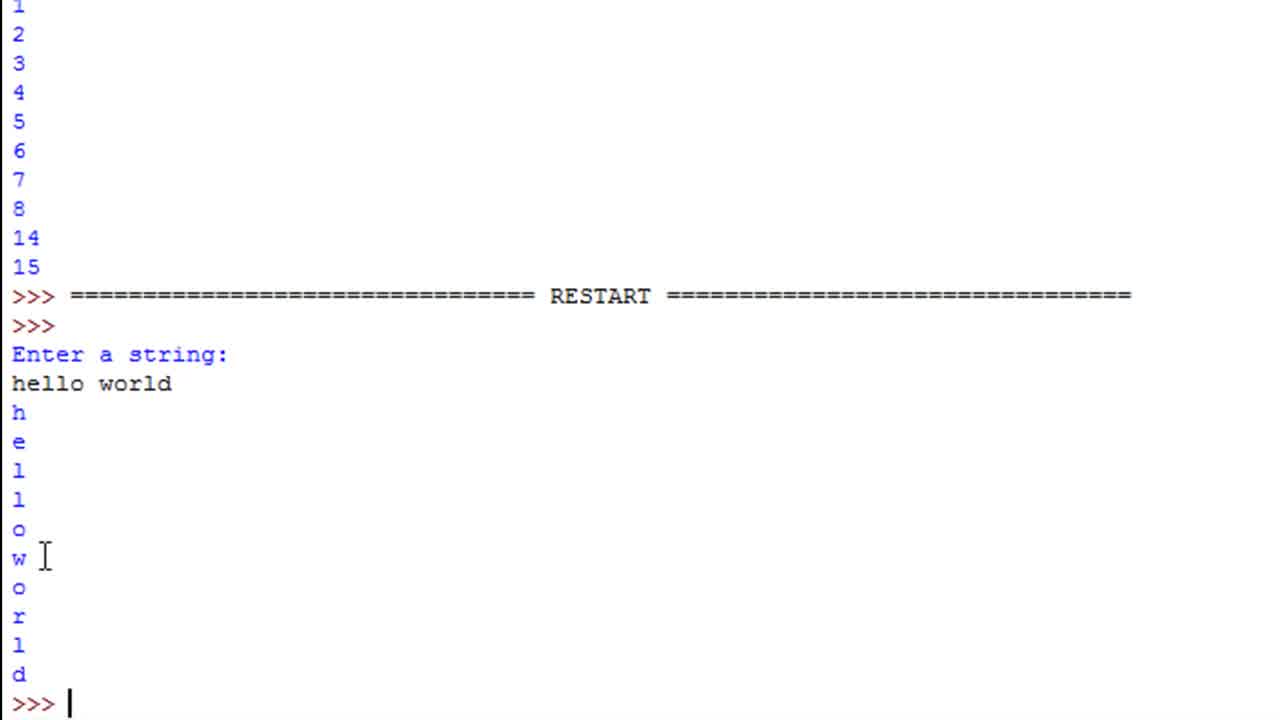 1
2
3
4
5
6
7
8
14
15
>>> ================================ RESTART ================================
>>>
Enter a string:
hello world
h
e
l
l
o
w
o
r
l
d
>>>